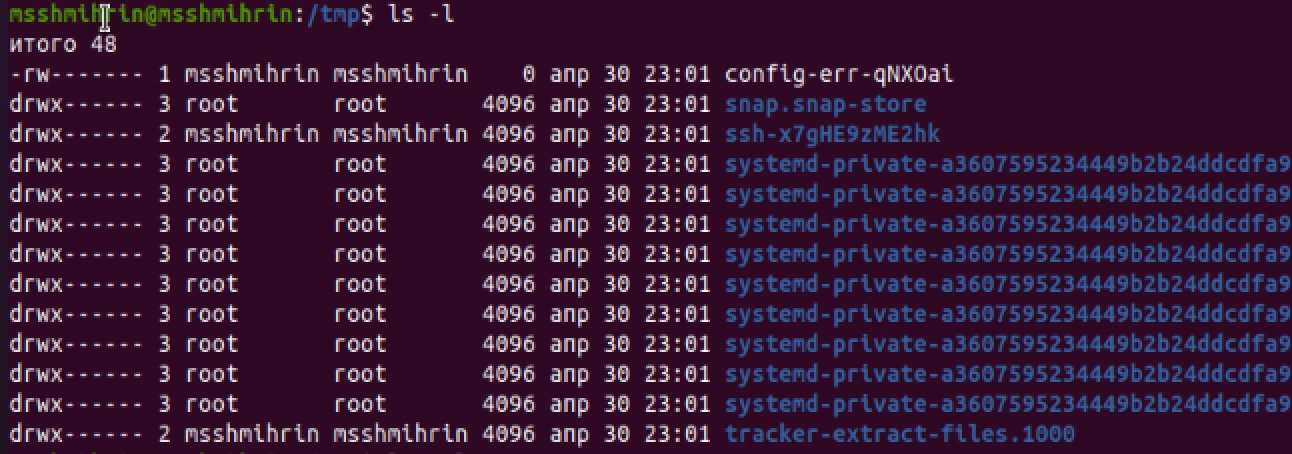 msshmihrin@msshmihrin:/tmp$ ls -l
итого 48
-rw------- 1 msshmihrin msshmihrin    0 апр 30 23:01 config-err-qNXOai
drwx------ 3 root       root       4096 апр 30 23:01 snap.snap-store
drwx------ 2 msshmihrin msshmihrin 4096 апр 30 23:01 ssh-x7gHE9zME2hk
drwx------ 3 root       root       4096 апр 30 23:01 systemd-private-a3607595234449b2b24ddcdfa9
drwx------ 3 root       root       4096 апр 30 23:01 systemd-private-a3607595234449b2b24ddcdfa9
drwx------ 3 root       root       4096 апр 30 23:01 systemd-private-a3607595234449b2b24ddcdfa9
drwx------ 3 root       root       4096 апр 30 23:01 systemd-private-a3607595234449b2b24ddcdfa9
drwx------ 3 root       root       4096 апр 30 23:01 systemd-private-a3607595234449b2b24ddcdfa9
drwx------ 3 root       root       4096 апр 30 23:01 systemd-private-a3607595234449b2b24ddcdfa9
drwx------ 3 root       root       4096 апр 30 23:01 systemd-private-a3607595234449b2b24ddcdfa9
drwx------ 3 root       root       4096 апр 30 23:01 systemd-private-a3607595234449b2b24ddcdfa9
drwx------ 3 root       root       4096 апр 30 23:01 systemd-private-a3607595234449b2b24ddcdfa9
drwx------ 2 msshmihrin msshmihrin 4096 апр 30 23:01 tracker-extract-files.1000